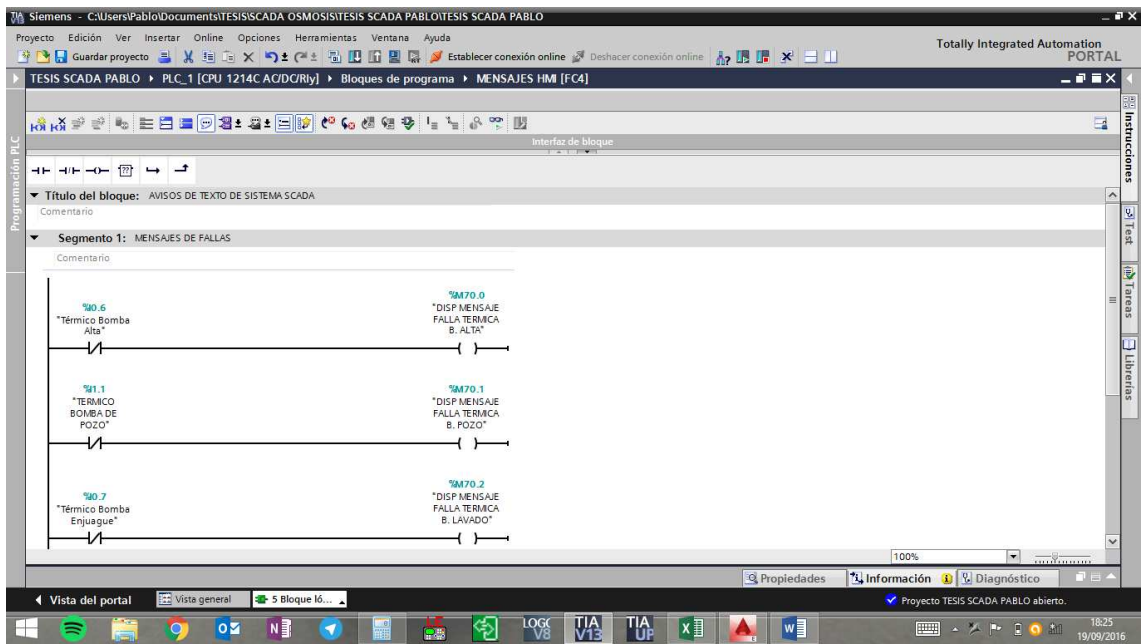 Siemens - C:\Users\Pablo\Documents\TESIS\SCADA OSMOSIS\TESIS SCADA PABLO\TESIS SCADA PABLO
Proyecto Edición Ver Insertar Online Opciones Herramientas Ventana Ayuda
Totally Integrated Automation
PORTAL
Guardar proyecto
Establecer conexión online
Deshacer conexión online
TESIS SCADA PABLO PLC_1 [CPU 1214C AC/DC/Rly] Bloques de programa MENSAJES HMI [FC4]
Programación PLC
Interfaz de bloque
Título del bloque: AVISOS DE TEXTO DE SISTEMA SCADA
Comentario
Segmento 1: MENSAJES DE FALLAS
Comentario
%I0.6
"Térmico Bomba
Alta"
%M70.0
"DISP MENSAJE
FALLA TERMICA
B. ALTA"
%I1.1
"TERMICO
BOMBA DE
POZO"
%M70.1
"DISP MENSAJE
FALLA TERMICA
B. POZO"
%I0.7
"Térmico Bomba
Enjuague"
%M70.2
"DISP MENSAJE
FALLA TERMICA
B. LAVADO"
Instrucciones
Test
Tareas
Librerías
100%
Propiedades Información Diagnóstico
Vista del portal Vista general 5 Bloque ló...
Proyecto TESIS SCADA PABLO abierto.
LOGO V8
TIA V13
TIA UP
18:25
19/09/2016